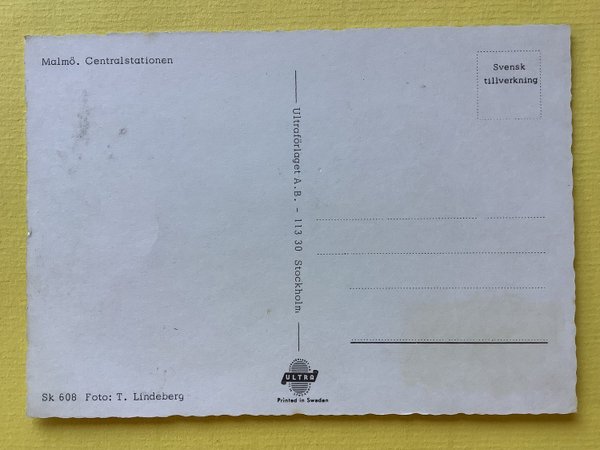 Malmö. Centralstationen
Svensk
tillverkning
Ultraförlaget A.B. - 113 30 Stockholm
Sk 608 Foto: T. Lindeberg
ULTRA
Printed in Sweden